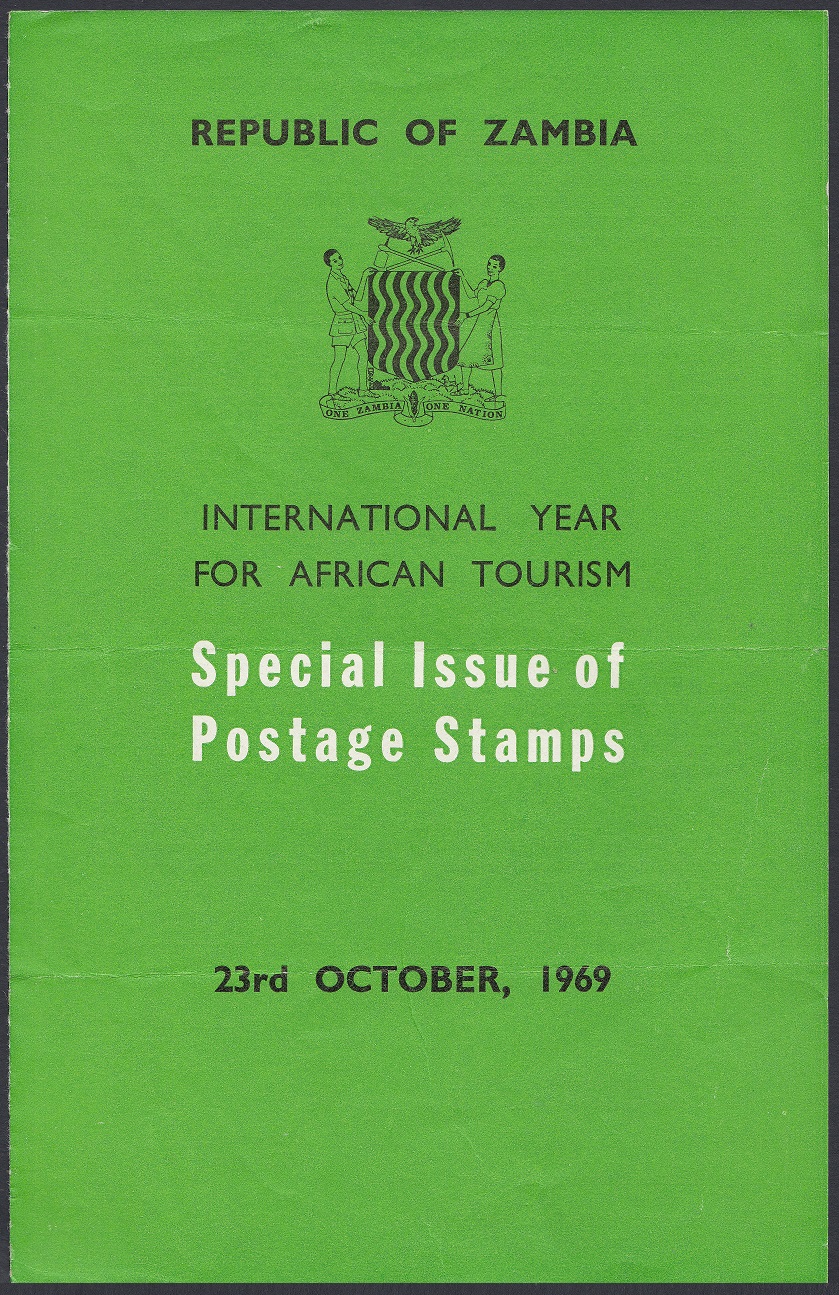 REPUBLIC OF ZAMBIA
ONE ZAMBIA ONE NATION
INTERNATIONAL YEAR
FOR AFRICAN TOURISM
Special Issue of
Postage Stamps
23rd OCTOBER, 1969